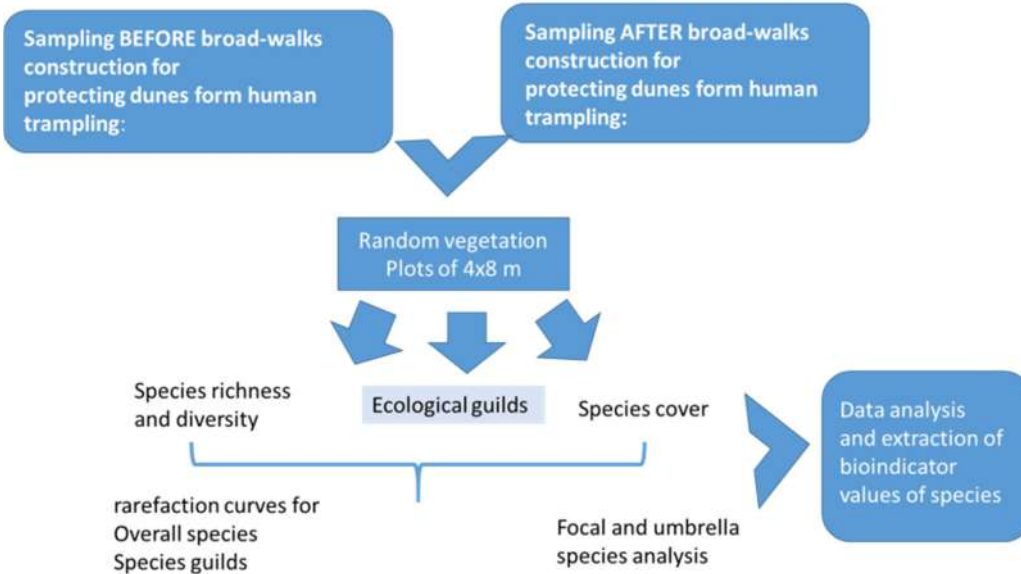 Sampling BEFORE broad-walks
construction for
protecting dunes form human
trampling:
Sampling AFTER broad-walks
construction for
protecting dunes form human
trampling:
Random vegetation
Plots of 4x8 m
Species richness
and diversity
Ecological guilds
Species cover
Data analysis
and extraction of
bioindicator
values of species
rarefaction curves for
Overall species
Species guilds
Focal and umbrella
species analysis